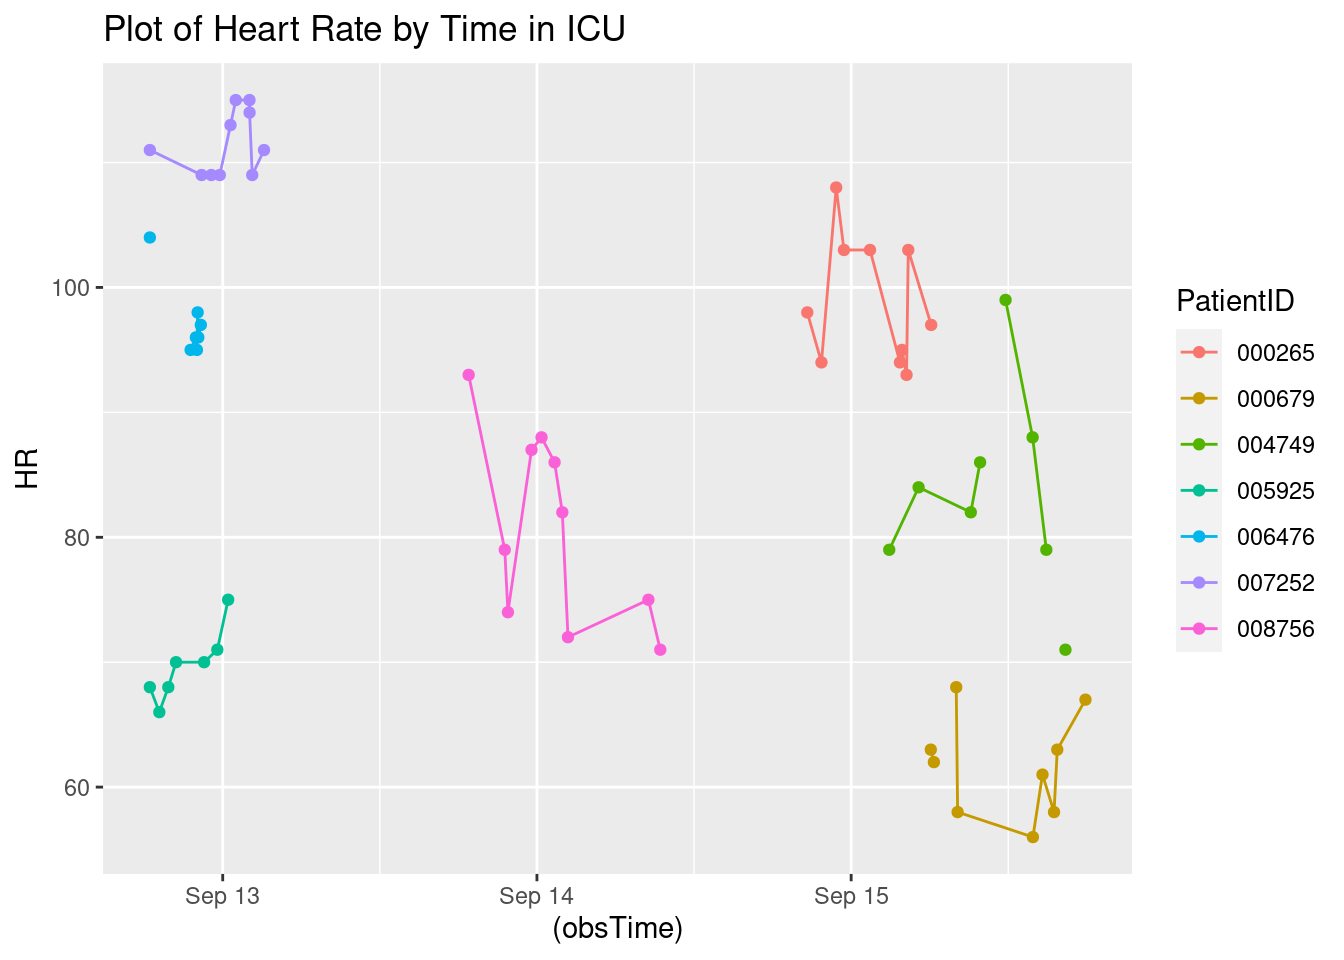 Plot of Heart Rate by Time in ICU
HR
100
80
60
Sep 13
Sep 14
Sep 15
(obsTime)
PatientID
000265
000679
004749
005925
006476
007252
008756